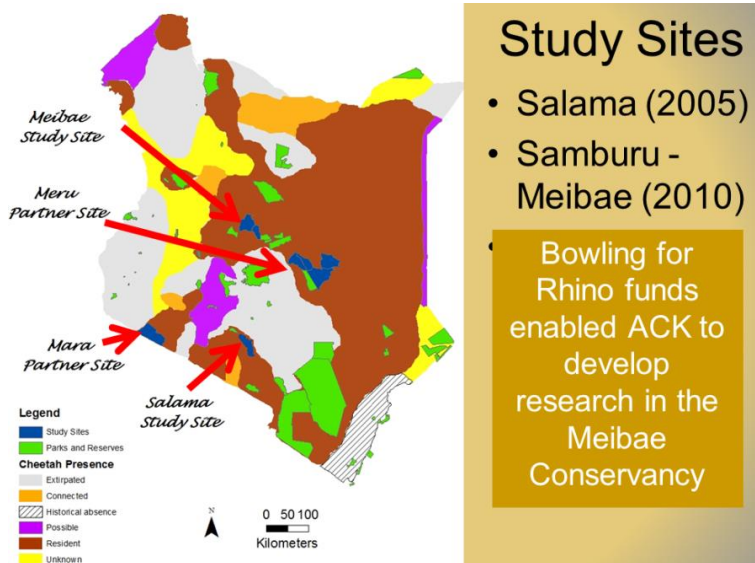 Meibae
Study Site
Meru
Partner Site
Mara
Partner Site
Salama
Study Site
Legend
Study Sites
Parks and Reserves
Cheetah Presence
Extirpated
Connected
Historical absence
Possible
Resident
Unknown
N
0 50 100
Kilometers
Study Sites
• Salama (2005)
• Samburu -
Meibae (2010)
•
Bowling for
Rhino funds
enabled ACK to
develop
research in the
Meibae
Conservancy